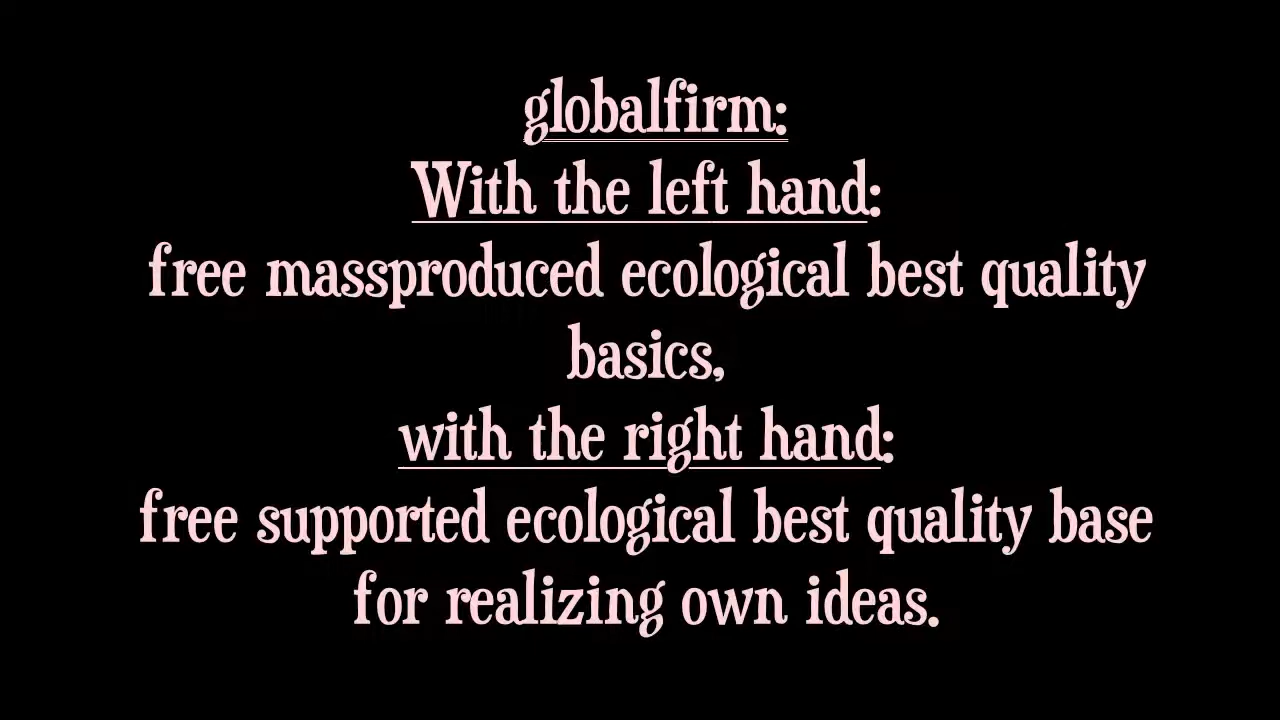 globalfirm:
With the left hand:
free massproduced ecological best quality
basics,
with the right hand:
free supported ecological best quality base
for realizing own ideas.